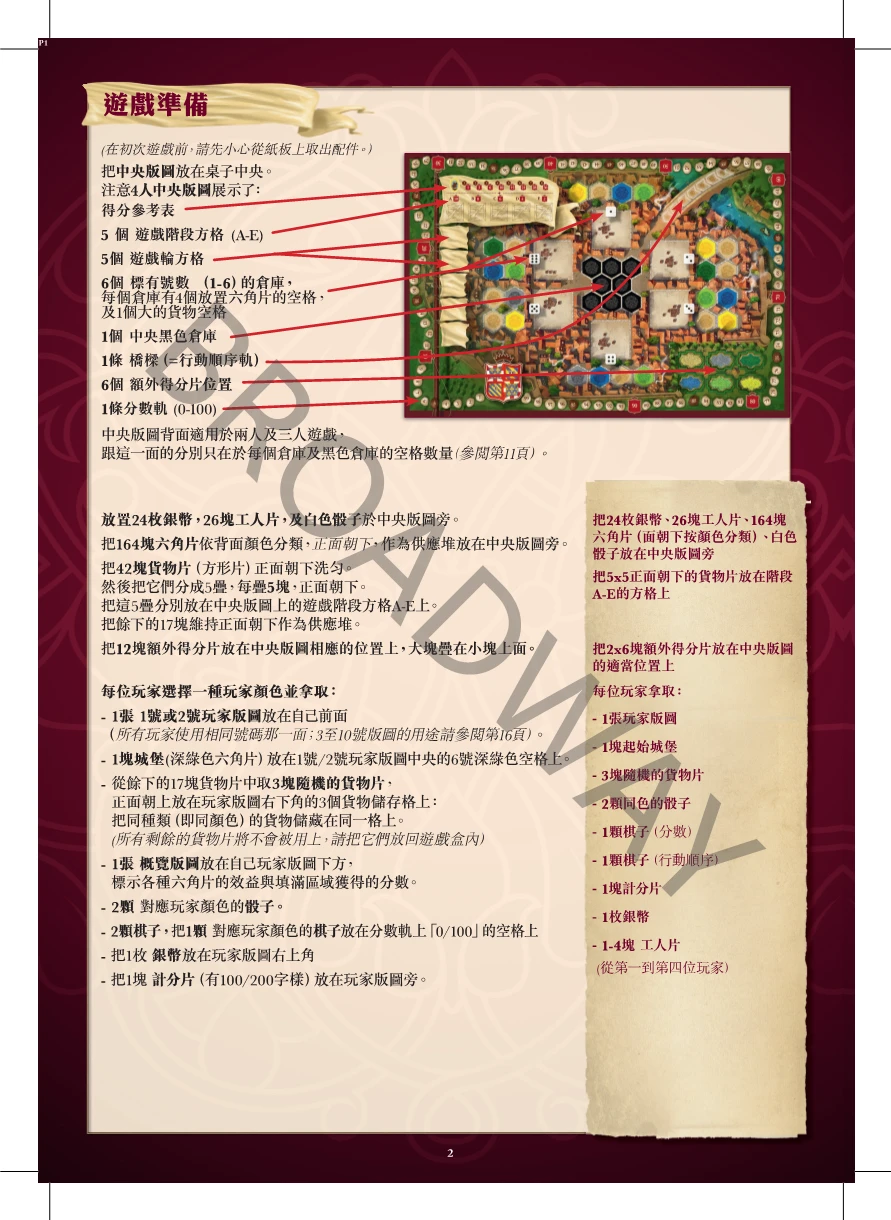 P1
遊戲準備
(在初次遊戲前，請先小心從紙板上取出配件。)
把中央版圖放在桌子中央。
注意4人中央版圖展示了：
得分參考表
5 個 遊戲階段方格 (A-E)
5個 遊戲輪方格
6個 標有號數 （1-6）的倉庫，
每個倉庫有4個放置六角片的空格，
及1個大的貨物空格
1個 中央黑色倉庫
1條 橋樑 (=行動順序軌)
6個 額外得分片位置
1條分數軌 (0-100)
中央版圖背面適用於兩人及三人遊戲，
跟這一面的分別只在於每個倉庫及黑色倉庫的空格數量（參閱第11頁）。
放置24枚銀幣，26塊工人片，及白色骰子於中央版圖旁。
把164塊六角片依背面顏色分類，正面朝下，作為供應堆放在中央版圖旁。
把42塊貨物片（方形片）正面朝下洗勻。
然後把它們分成5疊，每疊5塊，正面朝下。
把這5疊分別放在中央版圖上的遊戲階段方格A-E上。
把餘下的17塊維持正面朝下作為供應堆。
把12塊額外得分片放在中央版圖相應的位置上，大塊疊在小塊上面。
每位玩家選擇一種玩家顏色並拿取：
- 1張 1號或2號玩家版圖放在自己前面
（所有玩家使用相同號碼那一面；3至10號版圖的用途請參閱第16頁）。
- 1塊城堡(深綠色六角片) 放在1號/2號玩家版圖中央的6號深綠色空格上。
- 從餘下的17塊貨物片中取3塊隨機的貨物片，
正面朝上放在玩家版圖右下角的3個貨物儲存格上：
把同種類（即同顏色）的貨物儲藏在同一格上。
(所有剩餘的貨物片將不會被用上，請把它們放回遊戲盒內)
- 1張 概覽版圖放在自己玩家版圖下方，
標示各種六角片的效益與填滿區域獲得的分數。
- 2顆 對應玩家顏色的骰子。
- 2顆棋子，把1顆 對應玩家顏色的棋子放在分數軌上「0/100」的空格上
- 把1枚 銀幣放在玩家版圖右上角
- 把1塊 計分片（有100/200字樣）放在玩家版圖旁。
把24枚銀幣、26塊工人片、164塊
六角片（面朝下按顏色分類）、白色
骰子放在中央版圖旁
把5x5正面朝下的貨物片放在階段
A-E的方格上
把2x6塊額外得分片放在中央版圖
的適當位置上
每位玩家拿取：
- 1張玩家版圖
- 1塊起始城堡
- 3塊隨機的貨物片
- 2顆同色的骰子
- 1顆棋子（分數）
- 1顆棋子（行動順序）
- 1塊計分片
- 1枚銀幣
- 1-4塊 工人片
(從第一到第四位玩家)
BROADWAY
2